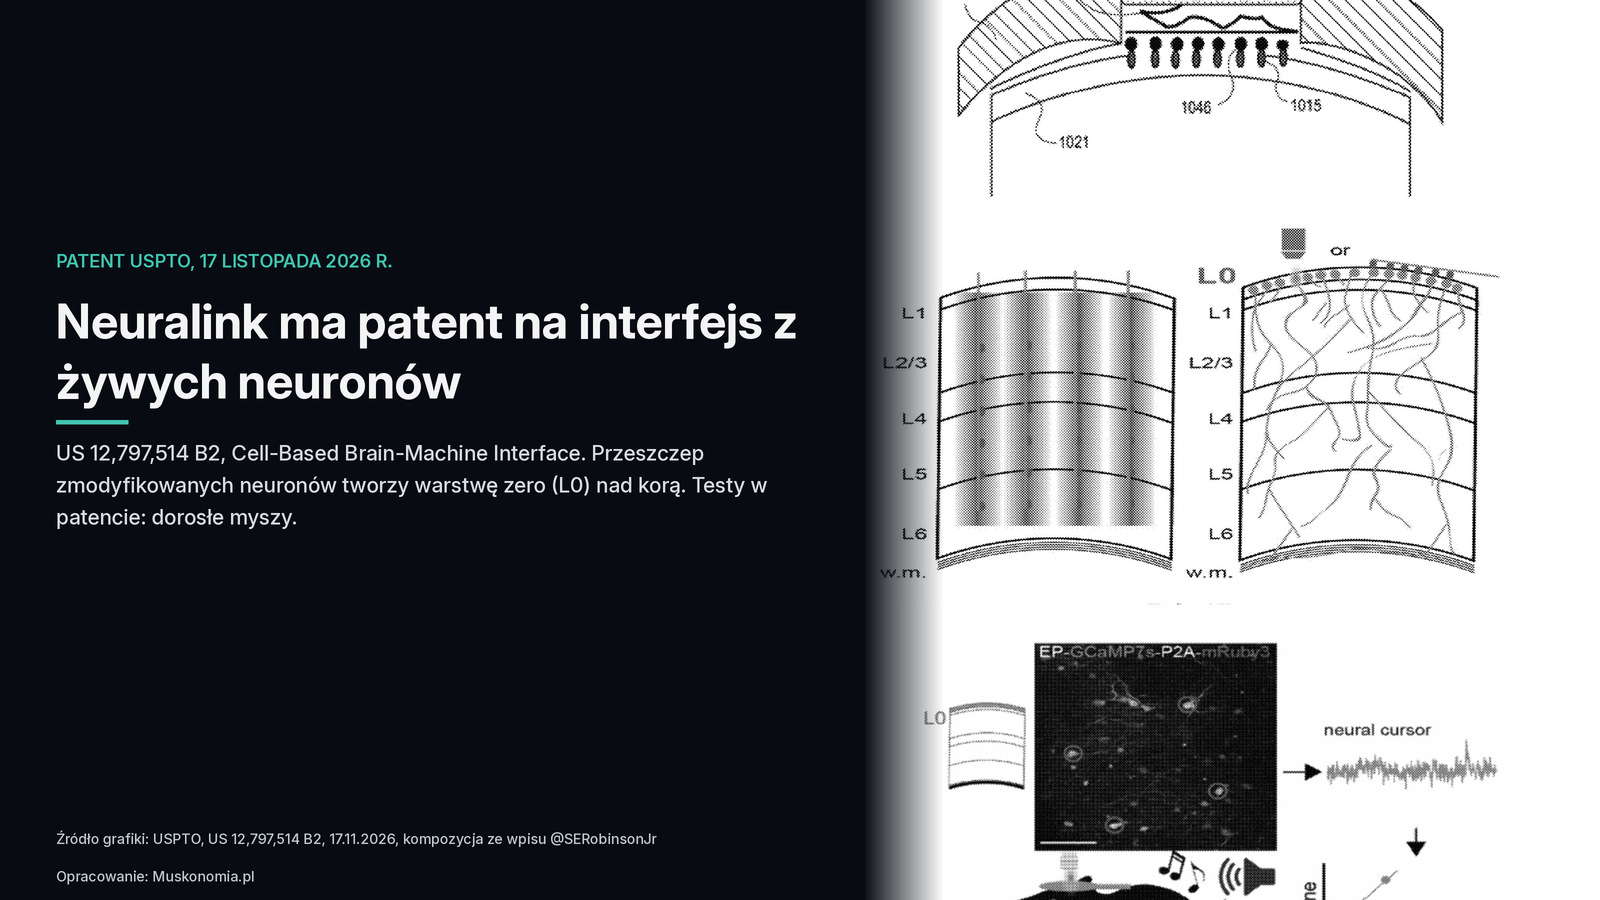 PATENT USPTO, 17 LISTOPADA 2026 R.
Neuralink ma patent na interfejs z
żywych neuronów
US 12,797,514 B2, Cell-Based Brain-Machine Interface. Przeszczep
zmodyfikowanych neuronów tworzy warstwę zero (L0) nad korą. Testy w
patencie: dorosłe myszy.
Źródło grafiki: USPTO, US 12,797,514 B2, 17.11.2026, kompozycja ze wpisu @SERobinsonJr
Opracowanie: Muskonomia.pl
1046
1015
1021
or
L0
L1
L2/3
L4
L5
L6
w.m.
L1
L2/3
L4
L5
L6
w.m.
EP-GCaMP7s-P2A-mRuby3
L0
neural cursor